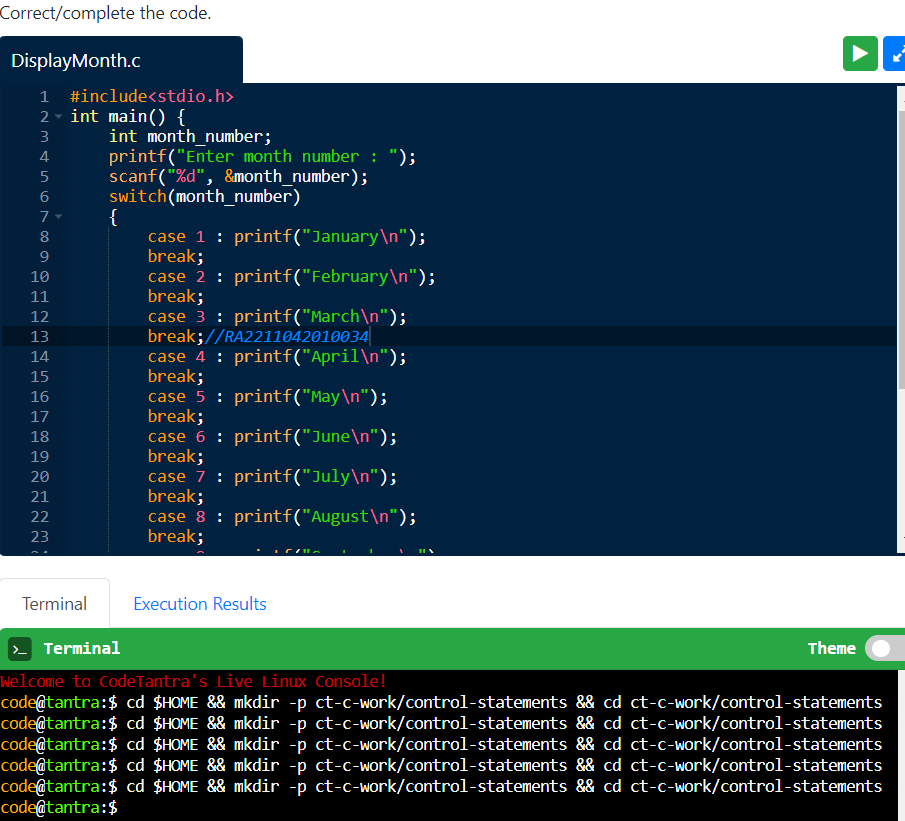 Correct/complete the code.
DisplayMonth.c
1 #include<stdio.h>
2 int main() {
3 int month_number;
4 printf("Enter month number : ");
5 scanf("%d", &month_number);
6 switch(month_number)
7 {
8 case 1 : printf("January\n");
9 break;
10 case 2 : printf("February\n");
11 break;
12 case 3 : printf("March\n");
13 break;//RA2211042010034
14 case 4 : printf("April\n");
15 break;
16 case 5 : printf("May\n");
17 break;
18 case 6 : printf("June\n");
19 break;
20 case 7 : printf("July\n");
21 break;
22 case 8 : printf("August\n");
23 break;
Terminal Execution Results
>_ Terminal Theme
Welcome to CodeTantra's Live Linux Console!
code@tantra:$ cd $HOME && mkdir -p ct-c-work/control-statements && cd ct-c-work/control-statements
code@tantra:$ cd $HOME && mkdir -p ct-c-work/control-statements && cd ct-c-work/control-statements
code@tantra:$ cd $HOME && mkdir -p ct-c-work/control-statements && cd ct-c-work/control-statements
code@tantra:$ cd $HOME && mkdir -p ct-c-work/control-statements && cd ct-c-work/control-statements
code@tantra:$ cd $HOME && mkdir -p ct-c-work/control-statements && cd ct-c-work/control-statements
code@tantra:$